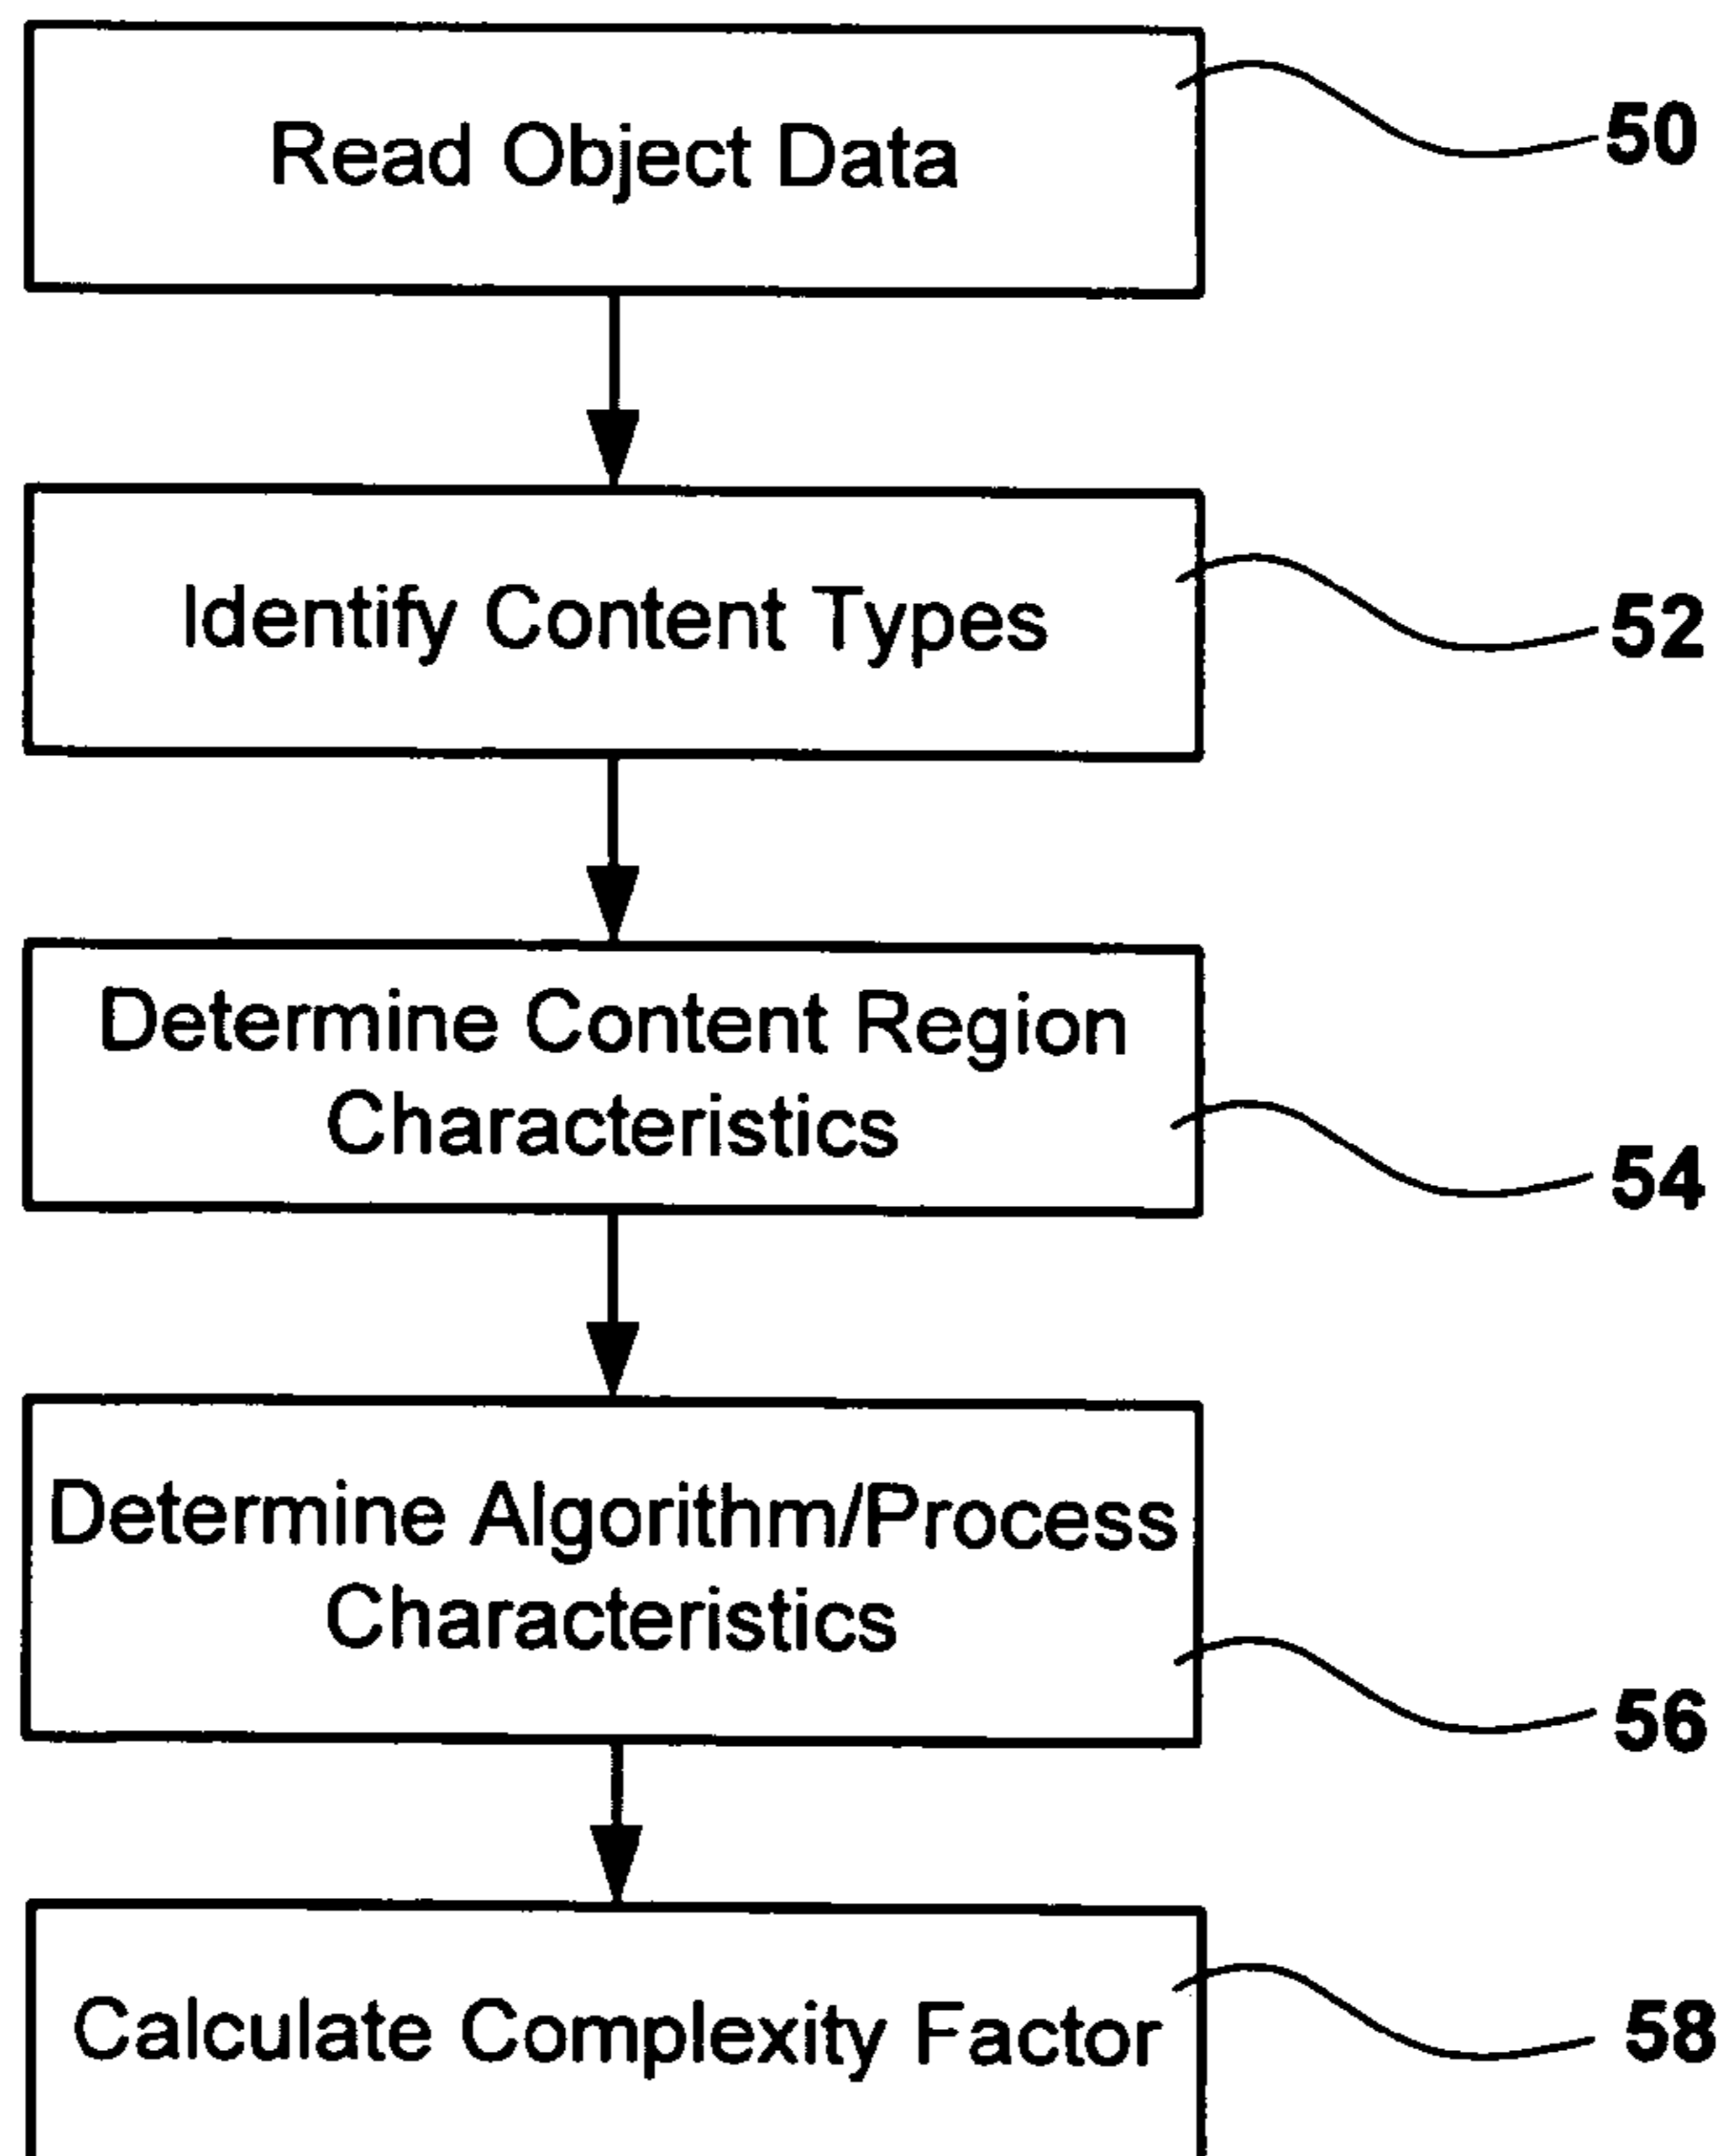 Read Object Data
50
Identify Content Types
52
Determine Content Region
Characteristics
54
Determine Algorithm/Process
Characteristics
56
Calculate Complexity Factor
58